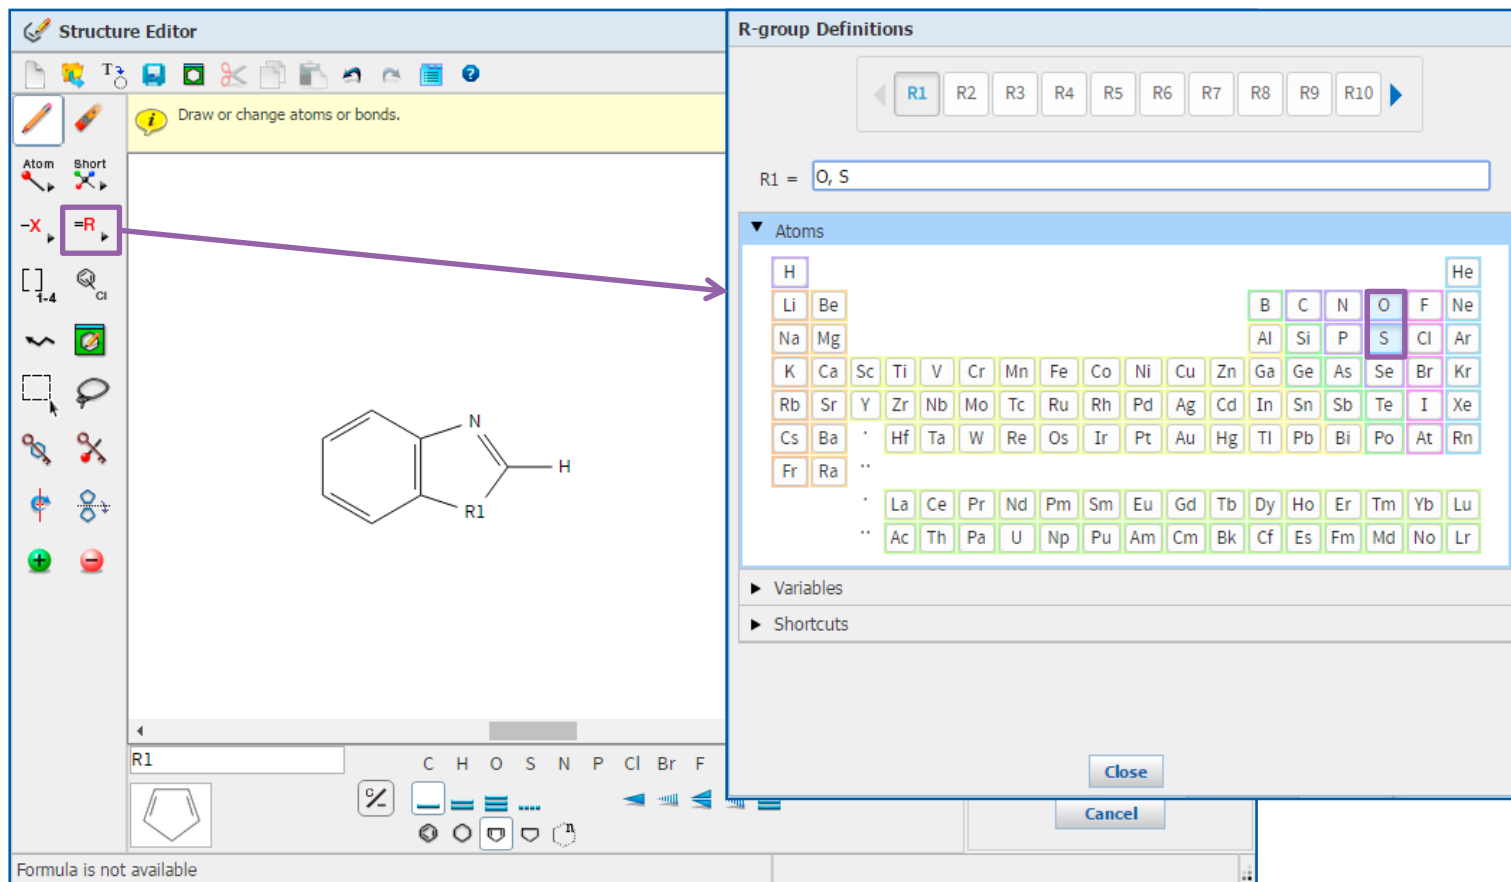 Structure Editor
Draw or change atoms or bonds.
Atom Short
-X =R
[ ] 1-4 Cl
N
H
R1
R1
C H O S N P Cl Br F
C/–
n
Formula is not available
R-group Definitions
R1 R2 R3 R4 R5 R6 R7 R8 R9 R10
R1 = O, S
Atoms
H He
Li Be B C N O F Ne
Na Mg Al Si P S Cl Ar
K Ca Sc Ti V Cr Mn Fe Co Ni Cu Zn Ga Ge As Se Br Kr
Rb Sr Y Zr Nb Mo Tc Ru Rh Pd Ag Cd In Sn Sb Te I Xe
Cs Ba · Hf Ta W Re Os Ir Pt Au Hg Tl Pb Bi Po At Rn
Fr Ra ··
· La Ce Pr Nd Pm Sm Eu Gd Tb Dy Ho Er Tm Yb Lu
·· Ac Th Pa U Np Pu Am Cm Bk Cf Es Fm Md No Lr
Variables
Shortcuts
Close
Cancel